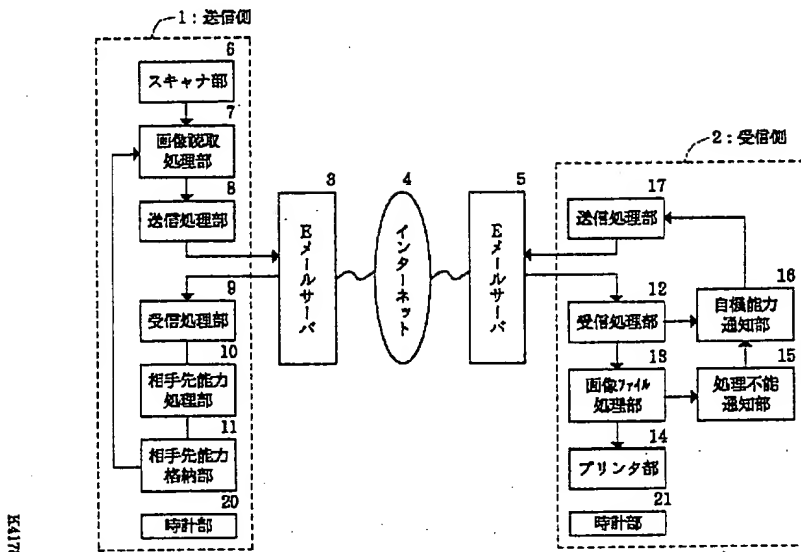 1：送信側
6
スキャナ部
7
画像読取
処理部
8
送信処理部
9
受信処理部
10
相手先能力
処理部
11
相手先能力
格納部
20
時計部
3
Eメールサーバ
4
インターネット
5
Eメールサーバ
2：受信側
17
送信処理部
16
自機能力
通知部
12
受信処理部
13
画像ファイル
処理部
15
処理不能
通知部
14
プリンタ部
21
時計部